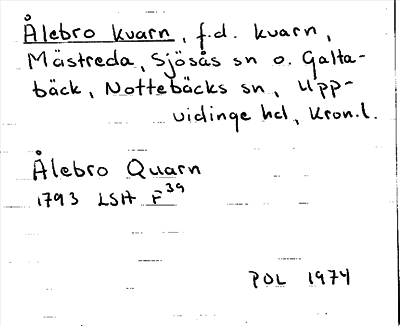 Ålebro kvarn, f.d. kvarn,
Mästreda, Sjösås sn o. Galta-
bäck, Nottebäcks sn, Upp-
vidinge hd, Kron.l.
Ålebro Quarn
1793 LSH F39
POL 1974